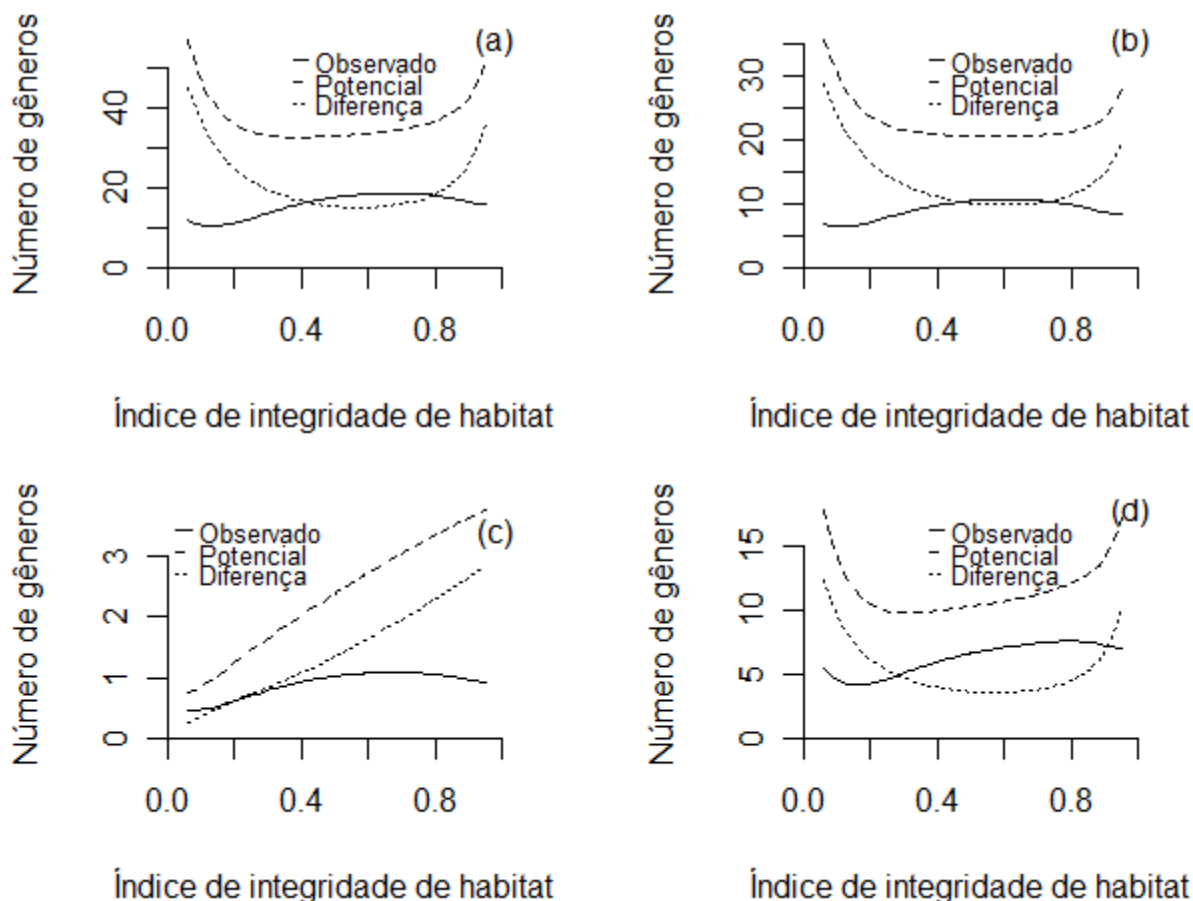 (a)
Observado
Potencial
Diferença
Número de gêneros
40
20
0
0.0 0.4 0.8
Índice de integridade de habitat
(b)
Observado
Potencial
Diferença
Número de gêneros
30
20
10
0
0.0 0.4 0.8
Índice de integridade de habitat
(c)
Observado
Potencial
Diferença
Número de gêneros
3
2
1
0
0.0 0.4 0.8
Índice de integridade de habitat
(d)
Observado
Potencial
Diferença
Número de gêneros
15
10
5
0
0.0 0.4 0.8
Índice de integridade de habitat